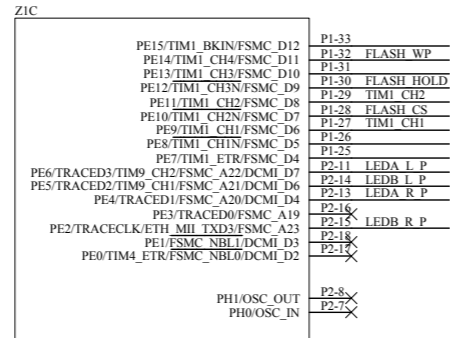 Z1C
PE15/TIM1_BKIN/FSMC_D12 P1-33
PE14/TIM1_CH4/FSMC_D11 P1-32 FLASH_WP
PE13/TIM1_CH3/FSMC_D10 P1-31
PE12/TIM1_CH3N/FSMC_D9 P1-30 FLASH_HOLD
PE11/TIM1_CH2/FSMC_D8 P1-29 TIM1_CH2
PE10/TIM1_CH2N/FSMC_D7 P1-28 FLASH_CS
PE9/TIM1_CH1/FSMC_D6 P1-27 TIM1_CH1
PE8/TIM1_CH1N/FSMC_D5 P1-26
PE7/TIM1_ETR/FSMC_D4 P1-25
PE6/TRACED3/TIM9_CH2/FSMC_A22/DCMI_D7 P2-11 LEDA_L_P
PE5/TRACED2/TIM9_CH1/FSMC_A21/DCMI_D6 P2-14 LEDB_L_P
PE4/TRACED1/FSMC_A20/DCMI_D4 P2-13 LEDA_R_P
PE3/TRACED0/FSMC_A19 P2-16
PE2/TRACECLK/ETH_MII_TXD3/FSMC_A23 P2-15 LEDB_R_P
PE1/FSMC_NBL1/DCMI_D3 P2-18
PE0/TIM4_ETR/FSMC_NBL0/DCMI_D2 P2-17
PH1/OSC_OUT P2-8
PH0/OSC_IN P2-7